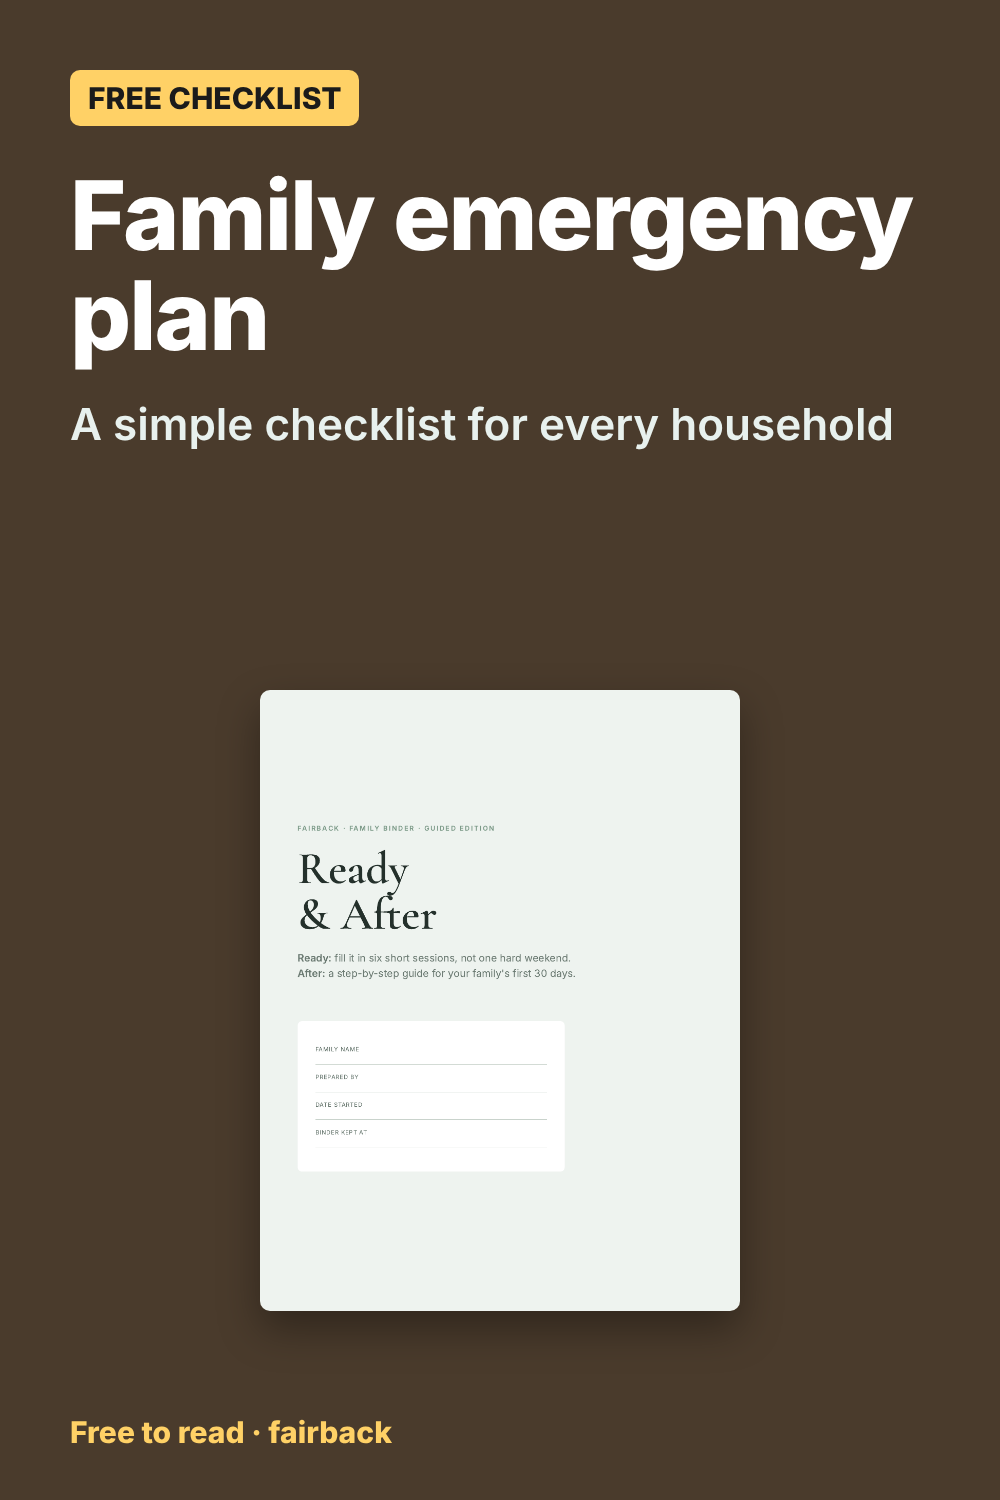 FREE CHECKLIST
Family emergency
plan
A simple checklist for every household
FAIRBACK · FAMILY BINDER · GUIDED EDITION
Ready
& After
Ready: fill it in six short sessions, not one hard weekend.
After: a step-by-step guide for your family's first 30 days.
FAMILY NAME
PREPARED BY
DATE STARTED
BINDER KEPT AT
Free to read · fairback